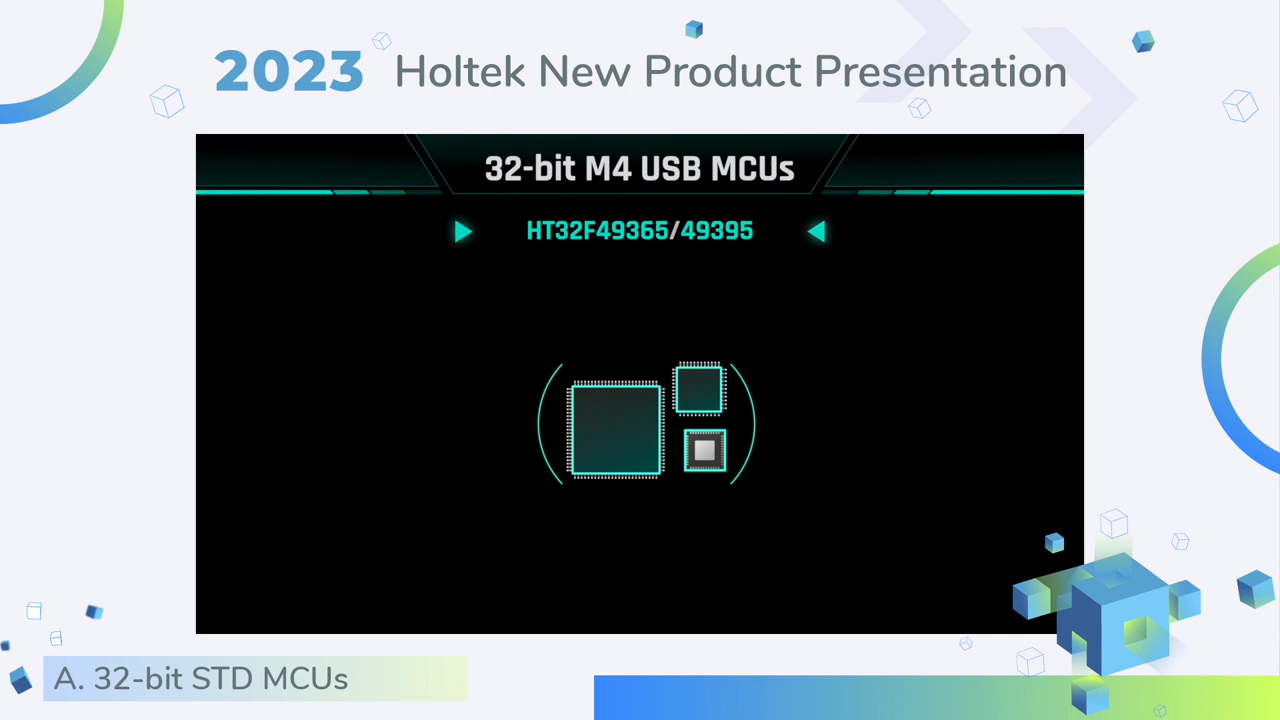 2023 Holtek New Product Presentation
32-bit M4 USB MCUs
HT32F49365/49395
A. 32-bit STD MCUs